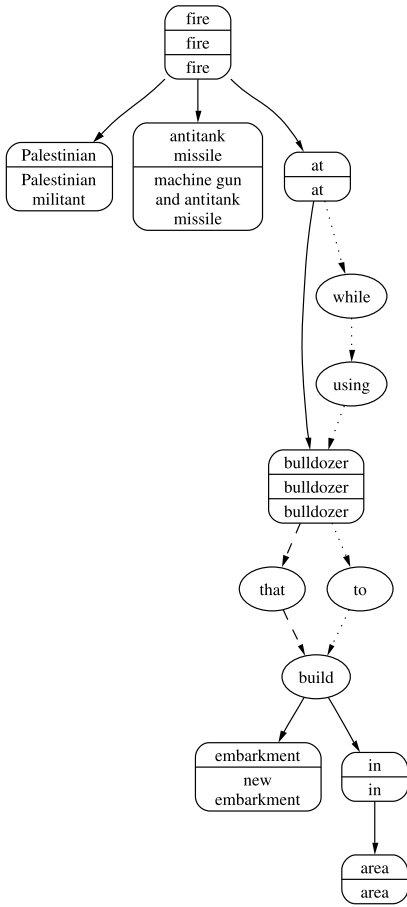 fire
fire
fire
Palestinian
Palestinian
militant
antitank
missile
machine gun
and antitank
missile
at
at
while
using
bulldozer
bulldozer
bulldozer
that
to
build
embarkment
new
embarkment
in
in
area
area